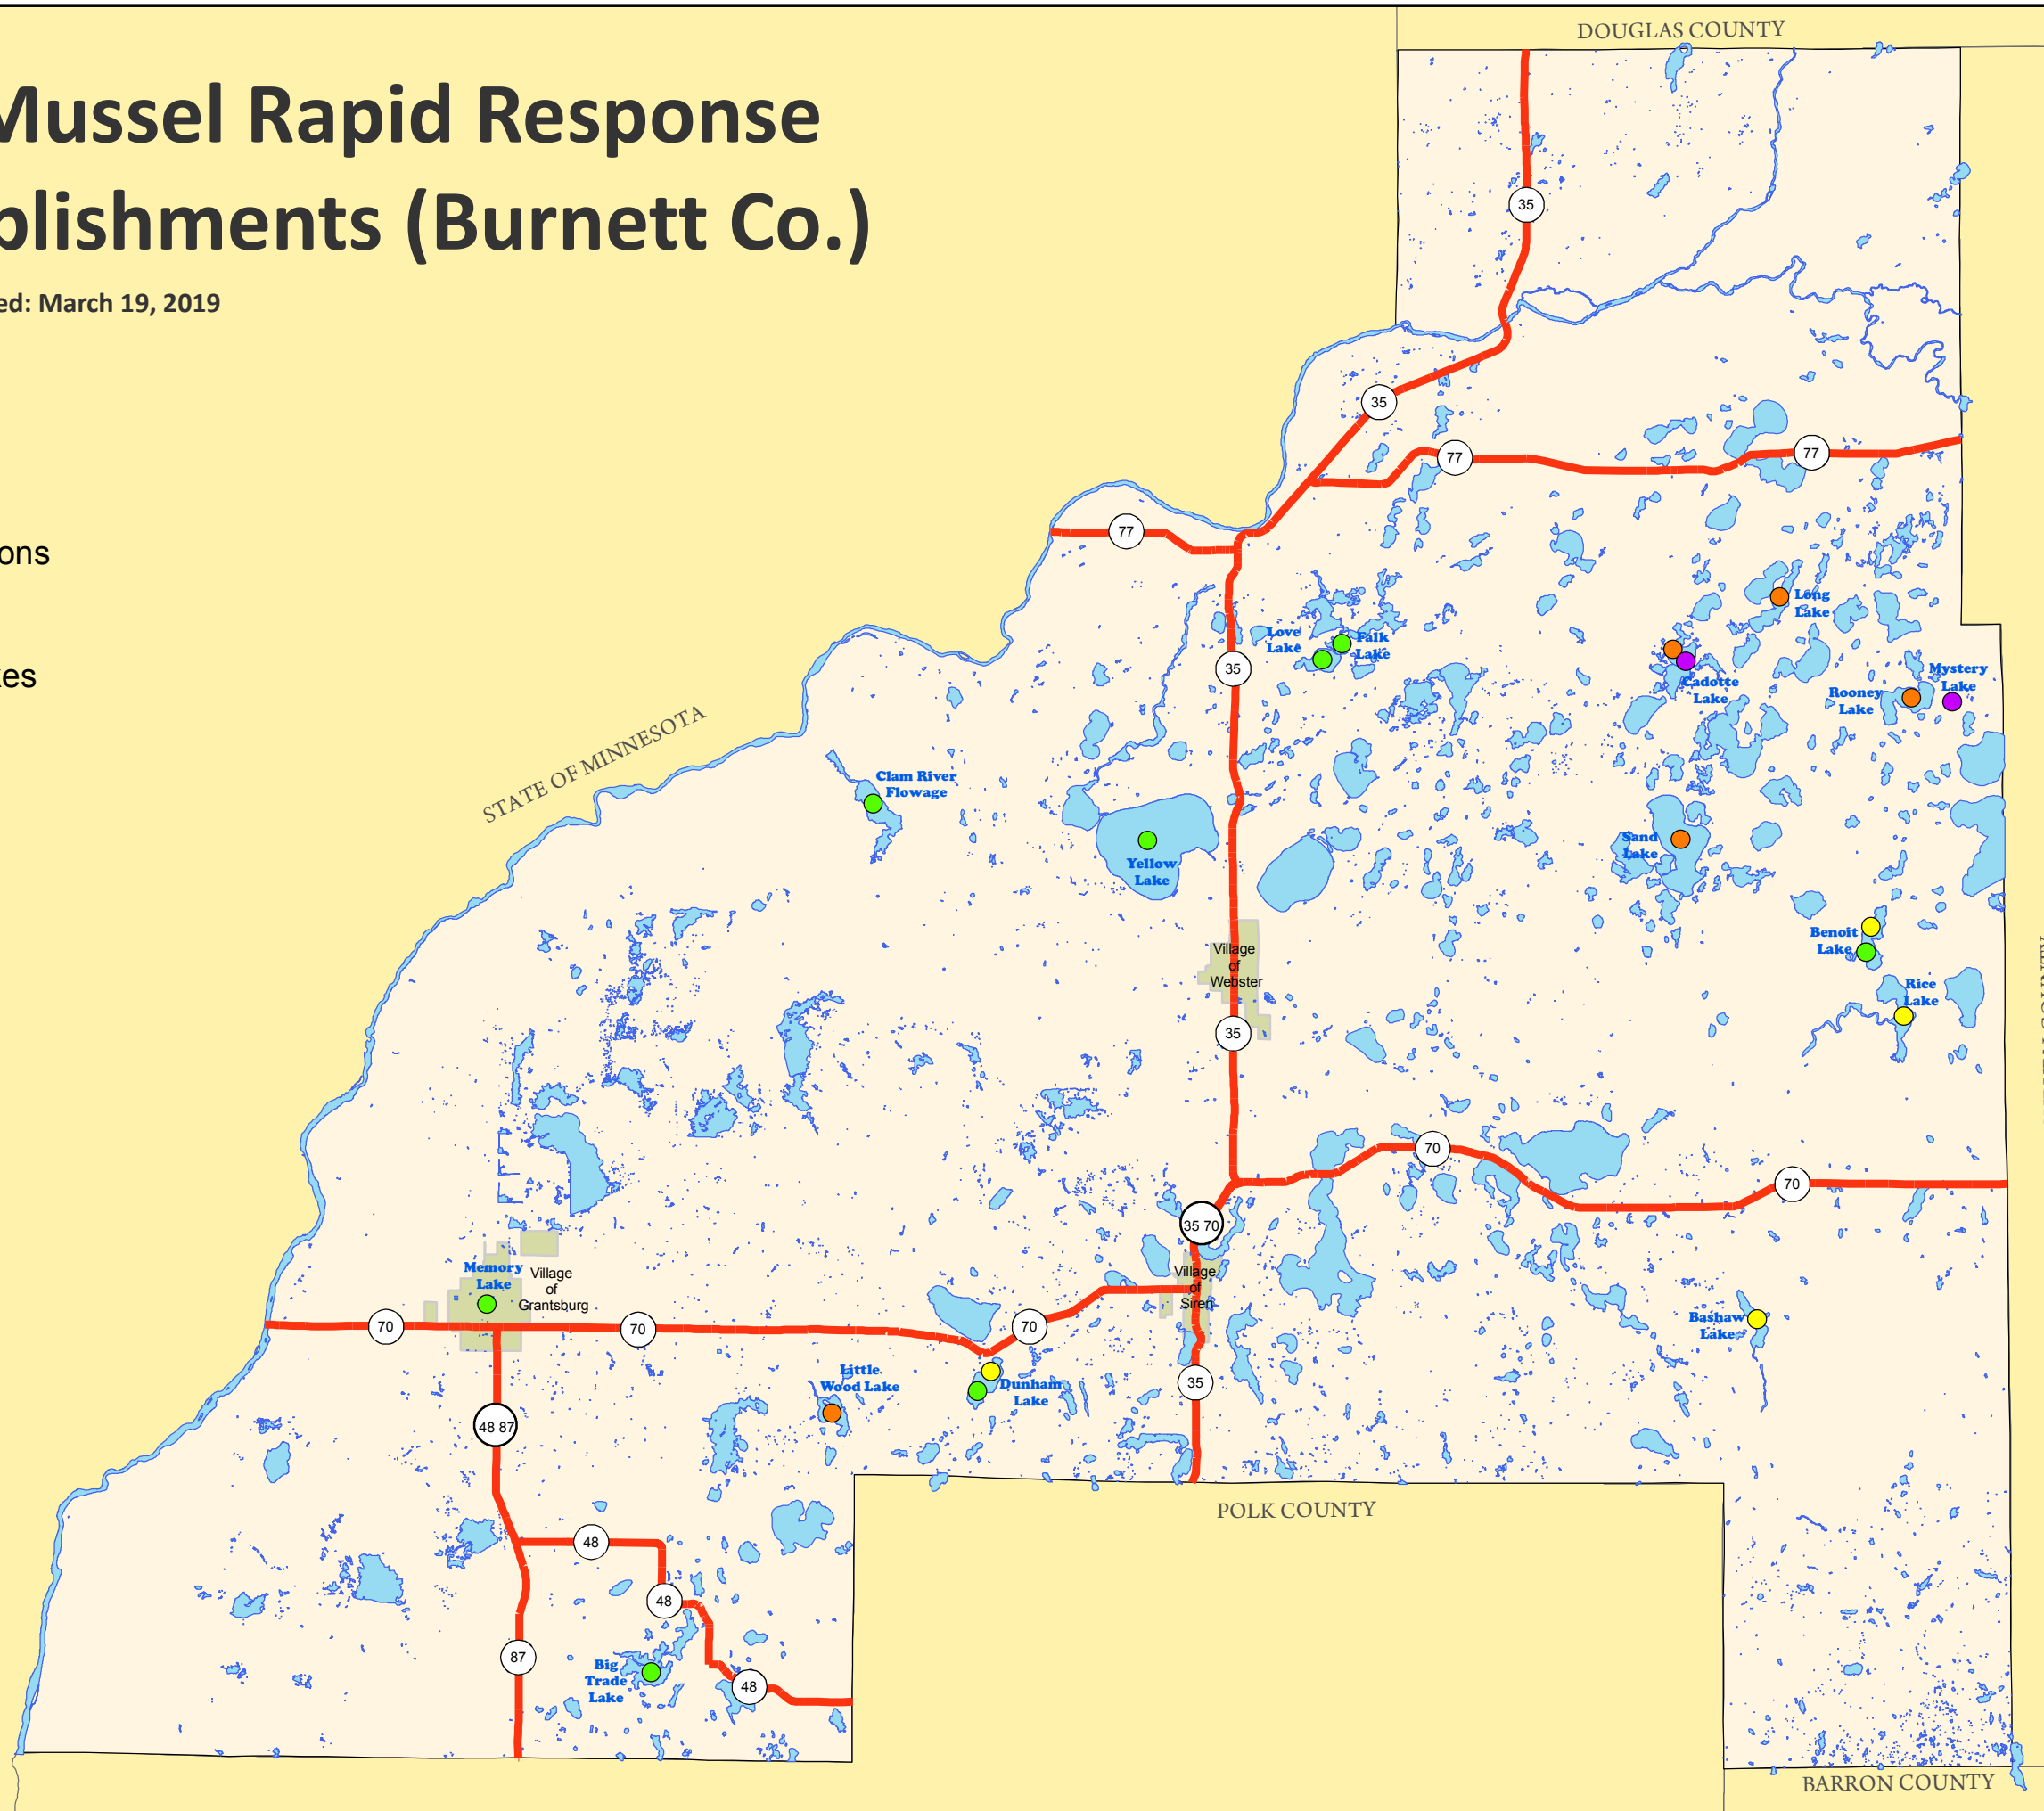 DOUGLAS COUNTY
Mussel Rapid Response
plishments (Burnett Co.)
ed: March 19, 2019
35
35
77
77
ons
77
Long
Lake
Love
Lake
Falk
Lake
35
kes
Cadotte
Lake
Mystery
Lake
Rooney
Lake
STATE OF MINNESOTA
Clam River
Flowage
Sand
Lake
Yellow
Lake
Benoit
Lake
Village
of
Webster
Rice
Lake
35
70
70
35 70
Memory
Lake
Village
of
Grantsburg
Village
of
Siren
70
70
70
Bashaw
Lake
Little
Wood Lake
Dunham
Lake
35
48 87
POLK COUNTY
48
48
87
Big
Trade
Lake
48
BARRON COUNTY